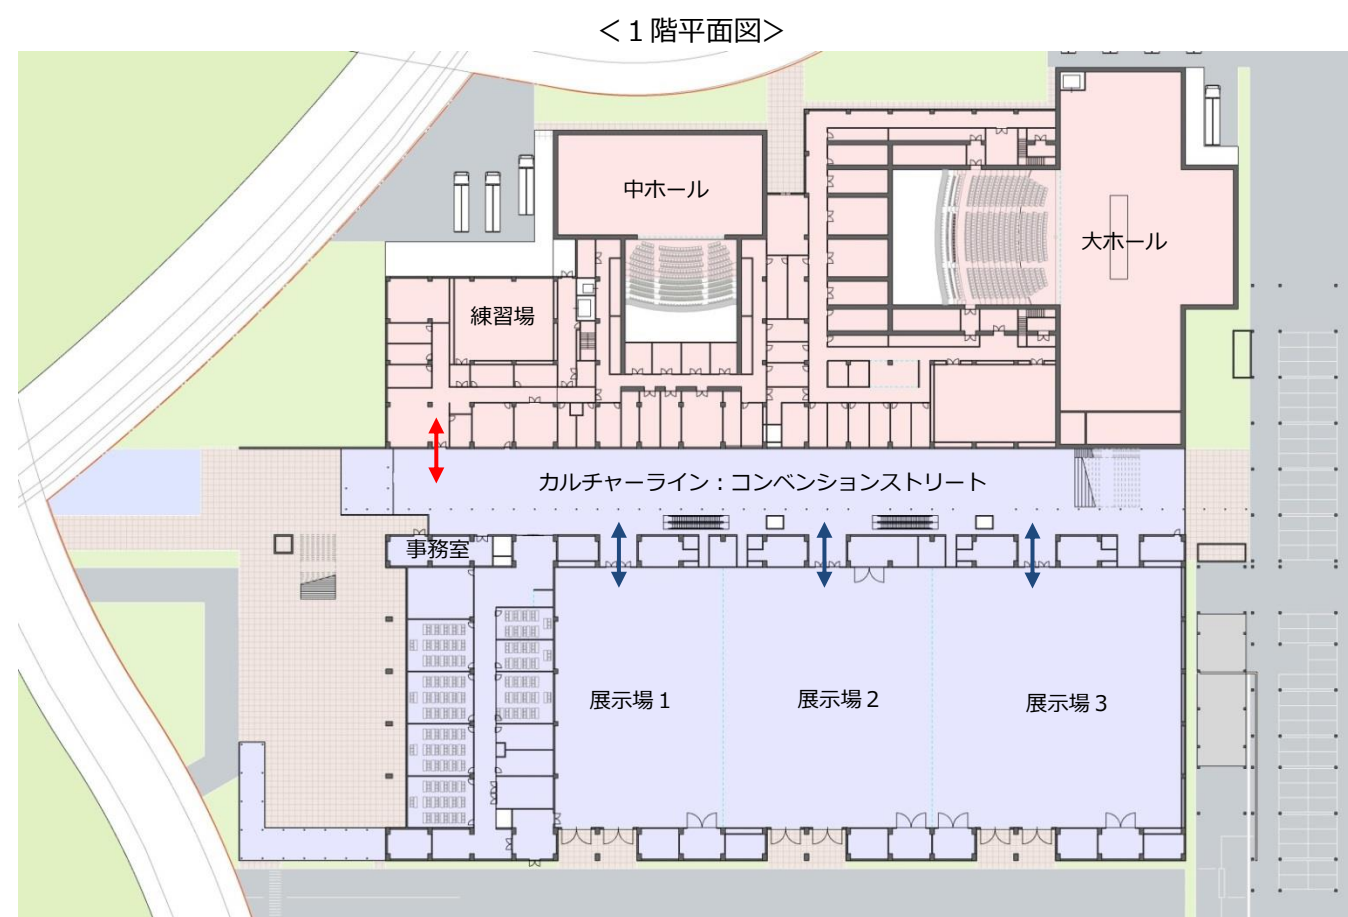 ＜１階平面図＞
中ホール
大ホール
練習場
カルチャーライン：コンベンションストリート
事務室
展示場１
展示場２
展示場３